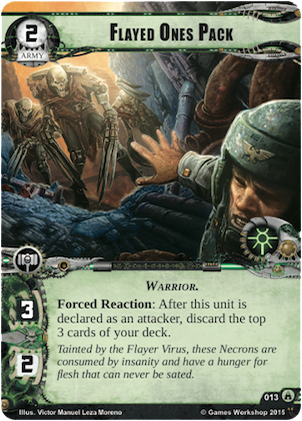 2
FLAYED ONES PACK
ARMY
WARRIOR.
3
Forced Reaction: After this unit is
declared as an attacker, discard the top
3 cards of your deck.
2
Tainted by the Flayer Virus, these Necrons are
consumed by insanity and have a hunger for
flesh that can never be sated.
013
Illus. Victor Manuel Leza Moreno
© Games Workshop 2015